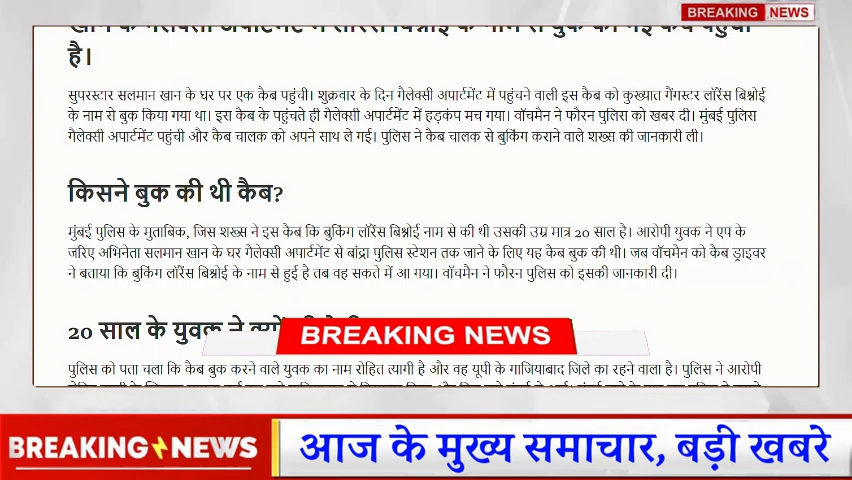 BREAKING NEWS
खान के गैलेक्सी अपार्टमेंट में लॉरेंस बिश्नोई के नाम से बुक की गई कैब पहुंची
है।
सुपरस्टार सलमान खान के घर पर एक कैब पहुंची। शुक्रवार के दिन गैलेक्सी अपार्टमेंट में पहुंचने वाली इस कैब को कुख्यात गैंगस्टर लॉरेंस बिश्नोई
के नाम से बुक किया गया था। इस कैब के पहुंचते ही गैलेक्सी अपार्टमेंट में हड़कंप मच गया। वॉचमैन ने फौरन पुलिस को खबर दी। मुंबई पुलिस
गैलेक्सी अपार्टमेंट पहुंची और कैब चालक को अपने साथ ले गई। पुलिस ने कैब चालक से बुकिंग कराने वाले शख्स की जानकारी ली।
किसने बुक की थी कैब?
मुंबई पुलिस के मुताबिक, जिस शख्स ने इस कैब कि बुकिंग लॉरेंस बिश्नोई नाम से की थी उसकी उम्र मात्र 20 साल है। आरोपी युवक ने एप के
जरिए अभिनेता सलमान खान के घर गैलेक्सी अपार्टमेंट से बांद्रा पुलिस स्टेशन तक जाने के लिए यह कैब बुक की थी। जब वॉचमैन को कैब ड्राइवर
ने बताया कि बुकिंग लॉरेंस बिश्नोई के नाम से हुई है तब वह सकते में आ गया। वॉचमैन ने फौरन पुलिस को इसकी जानकारी दी।
20 साल के युवक ने
BREAKING NEWS
पुलिस को पता चला कि कैब बुक करने वाले युवक का नाम रोहित त्यागी है और वह यूपी के गाजियाबाद जिले का रहने वाला है। पुलिस ने आरोपी
BREAKING NEWS
आज के मुख्य समाचार, बड़ी खबरे